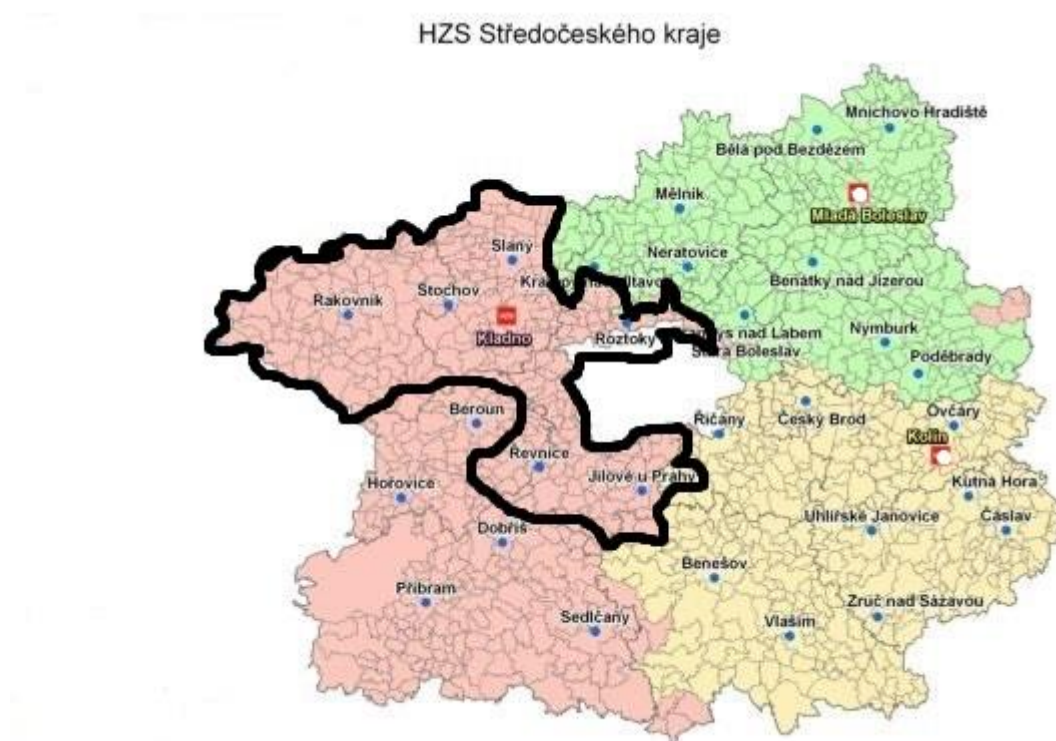 HZS Středočeského kraje
Mnichovo Hradiště
Bělá pod Bezdězem
Mělník
Mladá Boleslav
Slaný
Neratovice
Benátky nad Jizerou
Rakovník
Stochov
Kladno
Roztoky
nad Labem
Stará Boleslav
Nymburk
Poděbrady
Beroun
Říčany
Český Brod
Ovčáry
Kolín
Řevnice
Jílové u Prahy
Hořovice
Kutná Hora
Dobříš
Uhlířské Janovice
Čáslav
Příbram
Benešov
Sedlčany
Vlašim
Zruč nad Sázavou